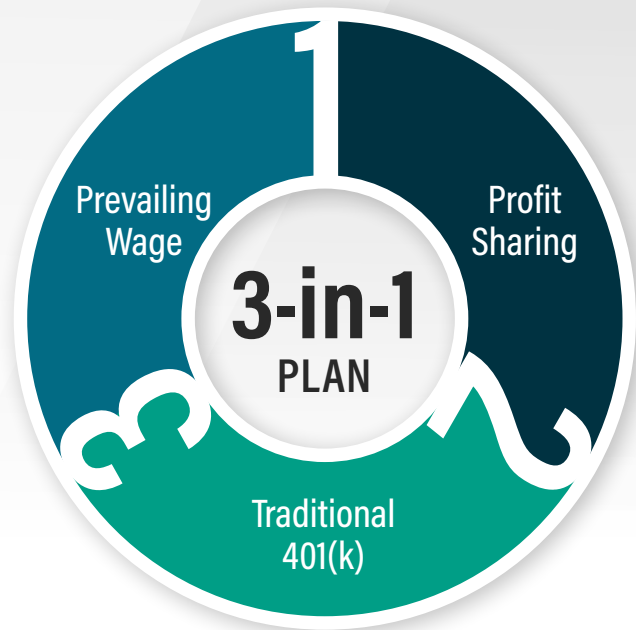 1
Prevailing
Wage
Profit
Sharing
3-in-1
PLAN
3
2
Traditional
401(k)